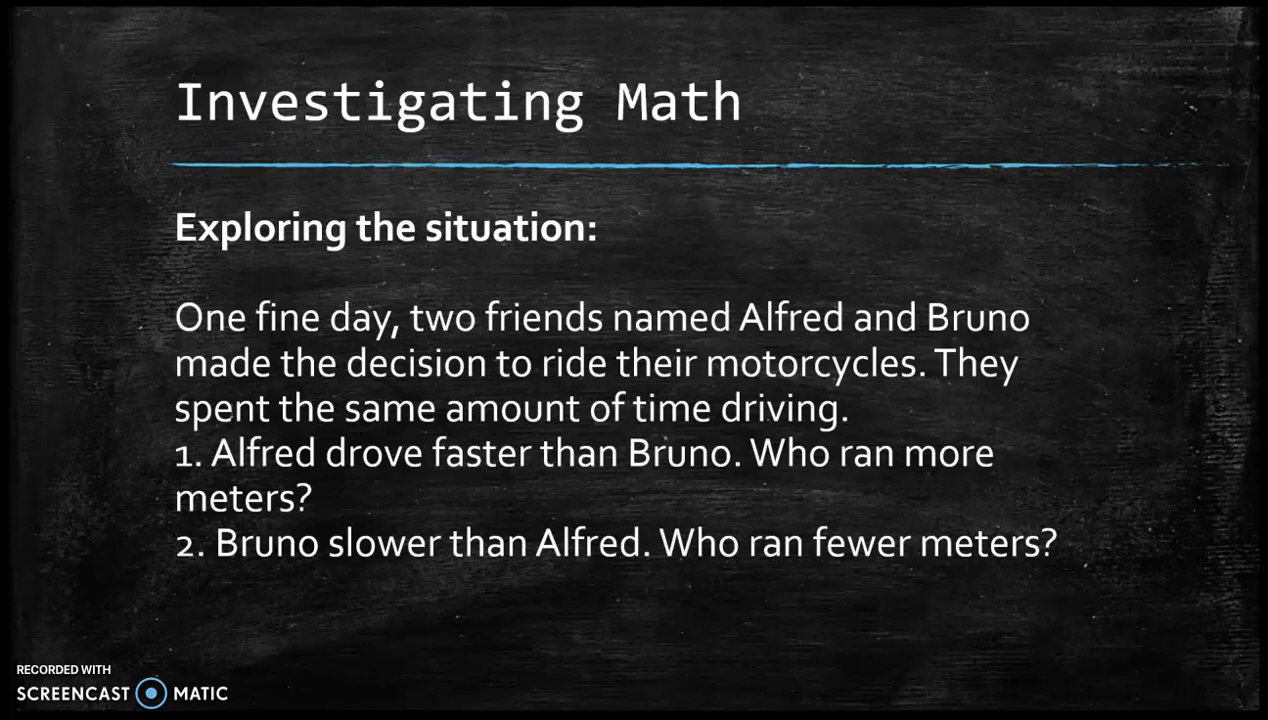 Investigating Math
Exploring the situation:
One fine day, two friends named Alfred and Bruno
made the decision to ride their motorcycles. They
spent the same amount of time driving.
1. Alfred drove faster than Bruno. Who ran more
meters?
2. Bruno slower than Alfred. Who ran fewer meters?
RECORDED WITH
SCREENCAST MATIC